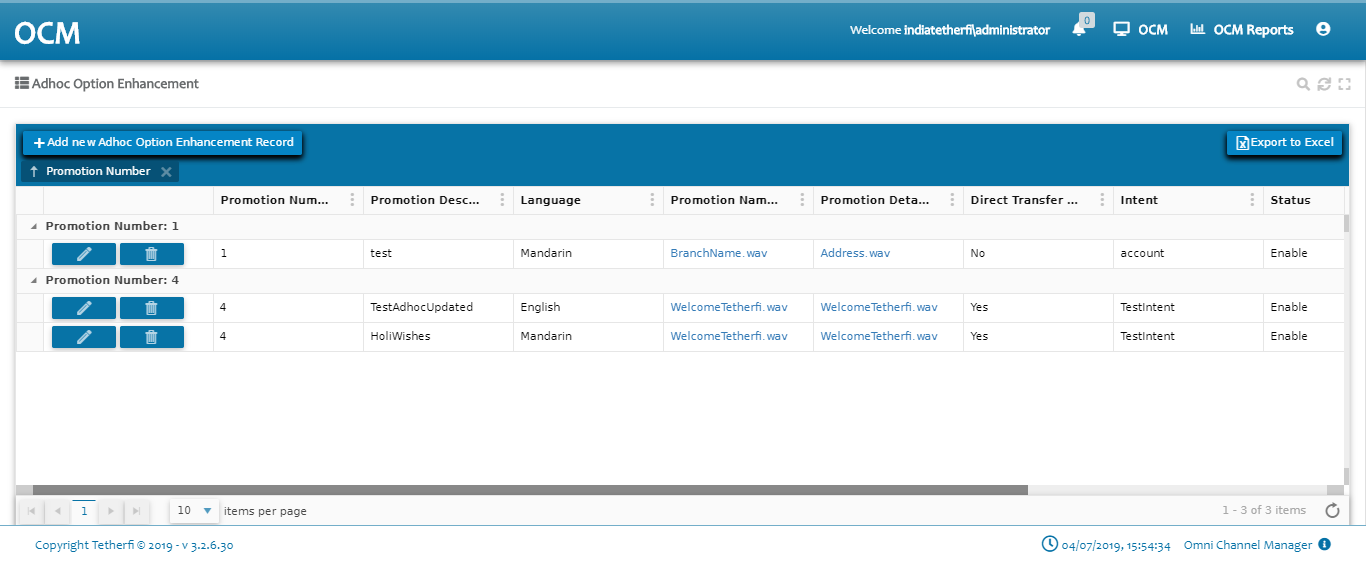 OCM
Welcome indiatetherfi\administrator
0
OCM
OCM Reports
Adhoc Option Enhancement
Add new Adhoc Option Enhancement Record
Export to Excel
Promotion Number
Promotion Num... Promotion Desc... Language Promotion Nam... Promotion Deta... Direct Transfer ... Intent Status
Promotion Number: 1
1 test Mandarin BranchName.wav Address.wav No account Enable
Promotion Number: 4
4 TestAdhocUpdated English WelcomeTetherfi.wav WelcomeTetherfi.wav Yes TestIntent Enable
4 HoliWishes Mandarin WelcomeTetherfi.wav WelcomeTetherfi.wav Yes TestIntent Enable
1 10 items per page 1 - 3 of 3 items
Copyright Tetherfi © 2019 - v 3.2.6.30 04/07/2019, 15:54:34 Omni Channel Manager